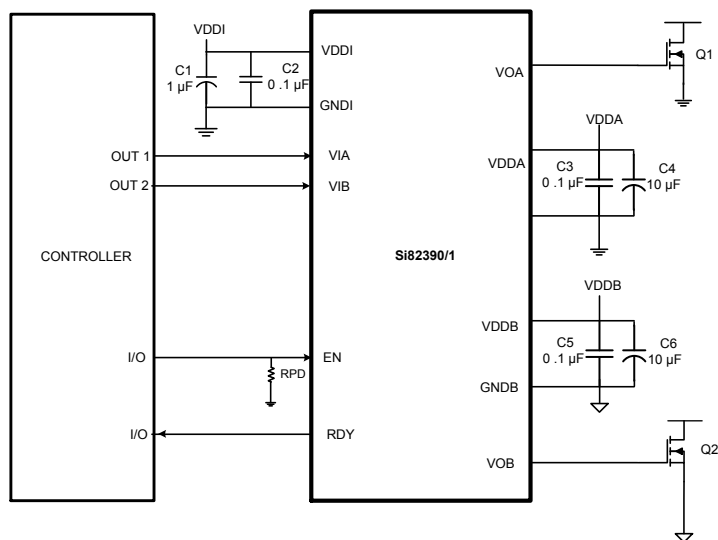 VDDI
C1
1 µF
C2
0 .1 µF
VDDI
GNDI
OUT 1
VIA
OUT 2
VIB
CONTROLLER
Si82390/1
I/O
EN
RPD
I/O
RDY
VOA
Q1
VDDA
VDDA
C3
0 .1 µF
C4
10 µF
VDDB
VDDB
C5
0 .1 µF
C6
10 µF
GNDB
VOB
Q2